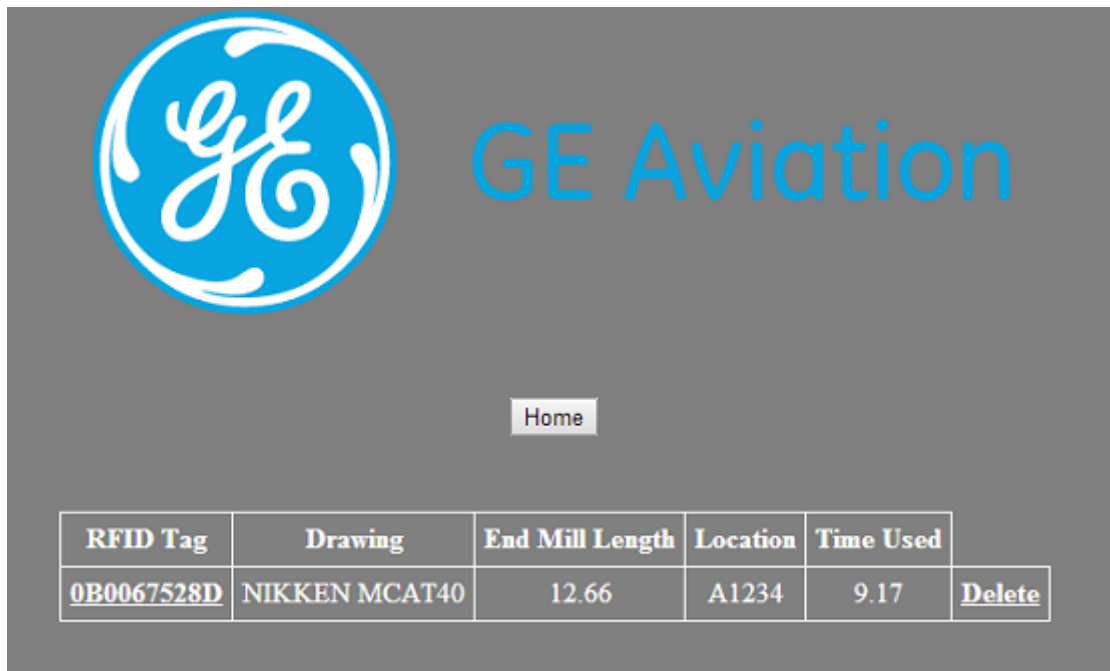 GE
GE Aviation
Home
RFID Tag Drawing End Mill Length Location Time Used
0B0067528D NIKKEN MCAT40 12.66 A1234 9.17 Delete